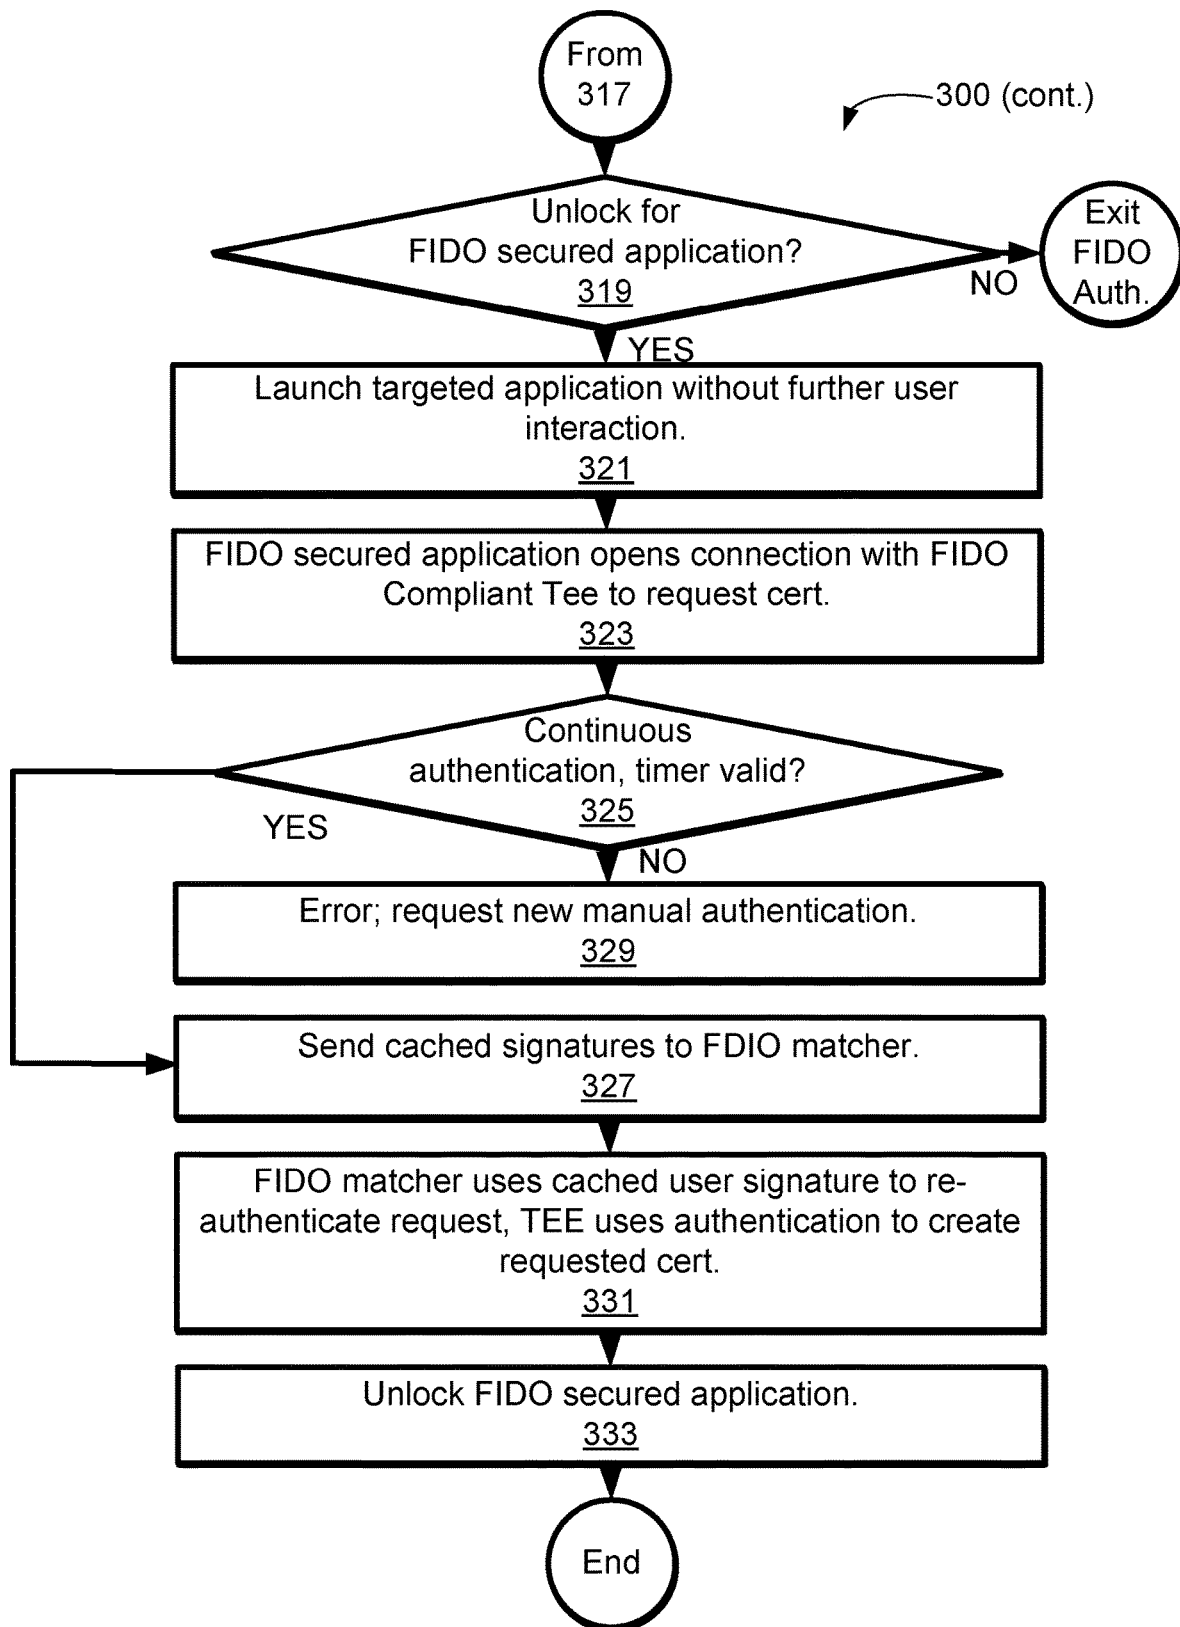 From
317
300 (cont.)
Unlock for
FIDO secured application?
319
NO
Exit
FIDO
Auth.
YES
Launch targeted application without further user
interaction.
321
FIDO secured application opens connection with FIDO
Compliant Tee to request cert.
323
Continuous
authentication, timer valid?
325
YES
NO
Error; request new manual authentication.
329
Send cached signatures to FDIO matcher.
327
FIDO matcher uses cached user signature to re-
authenticate request, TEE uses authentication to create
requested cert.
331
Unlock FIDO secured application.
333
End